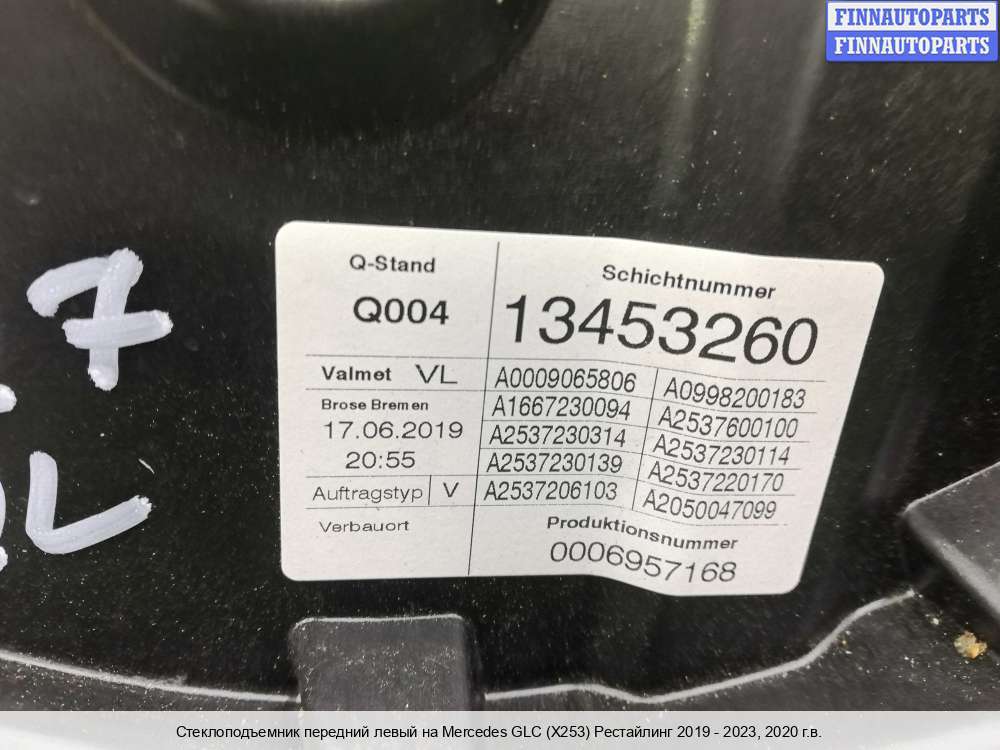 FINNAUTOPARTS
FINNAUTOPARTS
7
L
Q-Stand
Q004
Schichtnummer
13453260
Valmet VL
Brose Bremen
17.06.2019
20:55
Auftragstyp V
Verbauort
A0009065806 A0998200183
A1667230094 A2537600100
A2537230314 A2537230114
A2537230139 A2537220170
A2537206103 A2050047099
Produktionsnummer
0006957168
Стеклоподъемник передний левый на Mercedes GLC (X253) Рестайлинг 2019 - 2023, 2020 г.в.